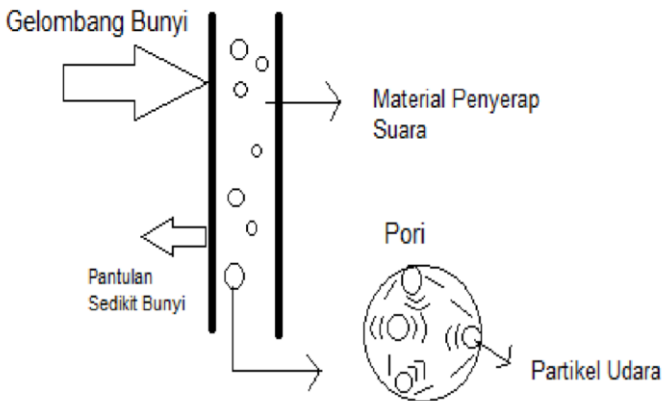 Gelombang Bunyi
Material Penyerap
Suara
Pantulan
Sedikit Bunyi
Pori
Partikel Udara